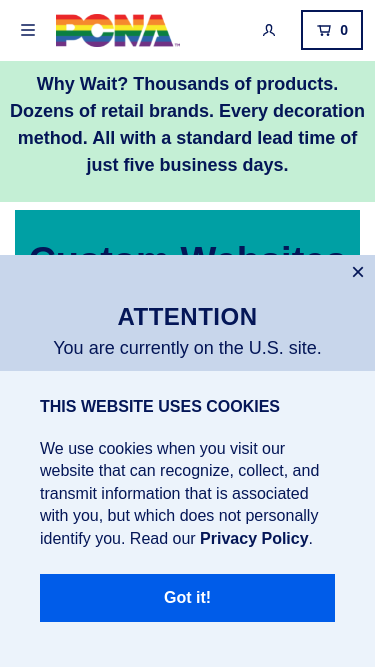 PCNA™
0
Why Wait? Thousands of products.
Dozens of retail brands. Every decoration
method. All with a standard lead time of
just five business days.
Custom Websites
×
ATTENTION
You are currently on the U.S. site.
THIS WEBSITE USES COOKIES
We use cookies when you visit our
website that can recognize, collect, and
transmit information that is associated
with you, but which does not personally
identify you. Read our Privacy Policy.
Got it!